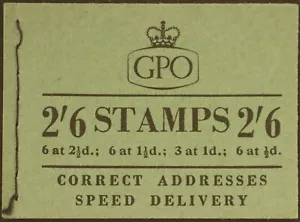 GPO
2'6 STAMPS 2'6
6 at 2½d.; 6 at 1½d.; 3 at 1d.; 6 at ½d.
CORRECT ADDRESSES
SPEED DELIVERY